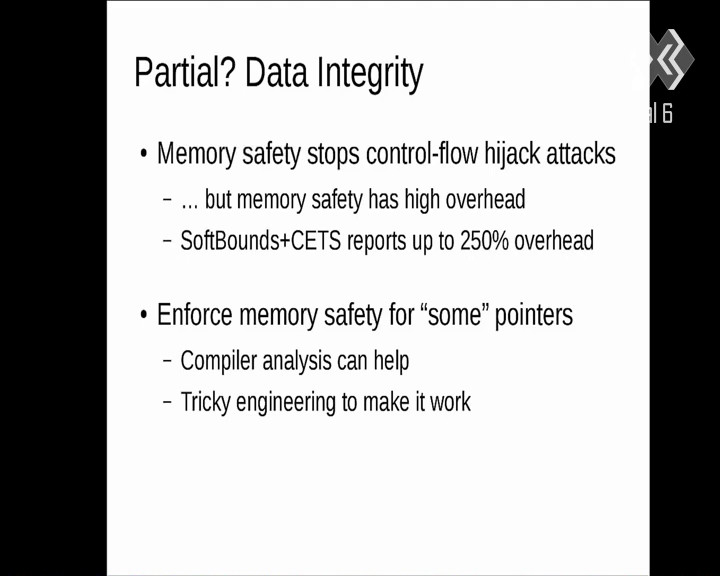 Partial? Data Integrity
• Memory safety stops control-flow hijack attacks
– … but memory safety has high overhead
– SoftBounds+CETS reports up to 250% overhead
• Enforce memory safety for “some” pointers
– Compiler analysis can help
– Tricky engineering to make it work
al 6